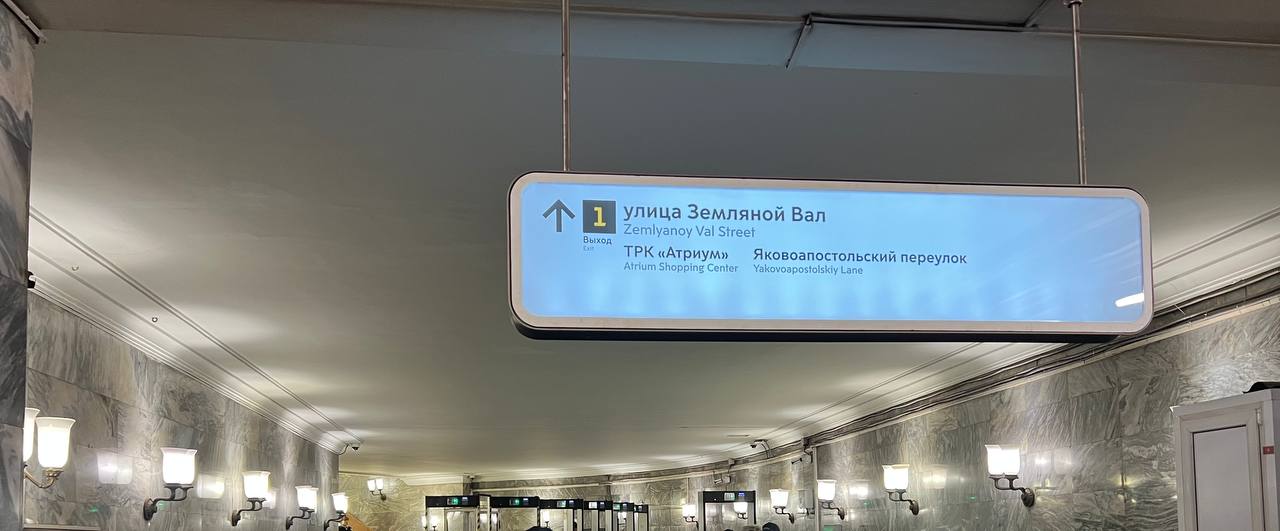 1
Выход
Exit
улица Земляной Вал
Zemlyanoy Val Street
ТРК «Атриум»
Atrium Shopping Center
Яковоапостольский переулок
Yakovoapostolskiy Lane